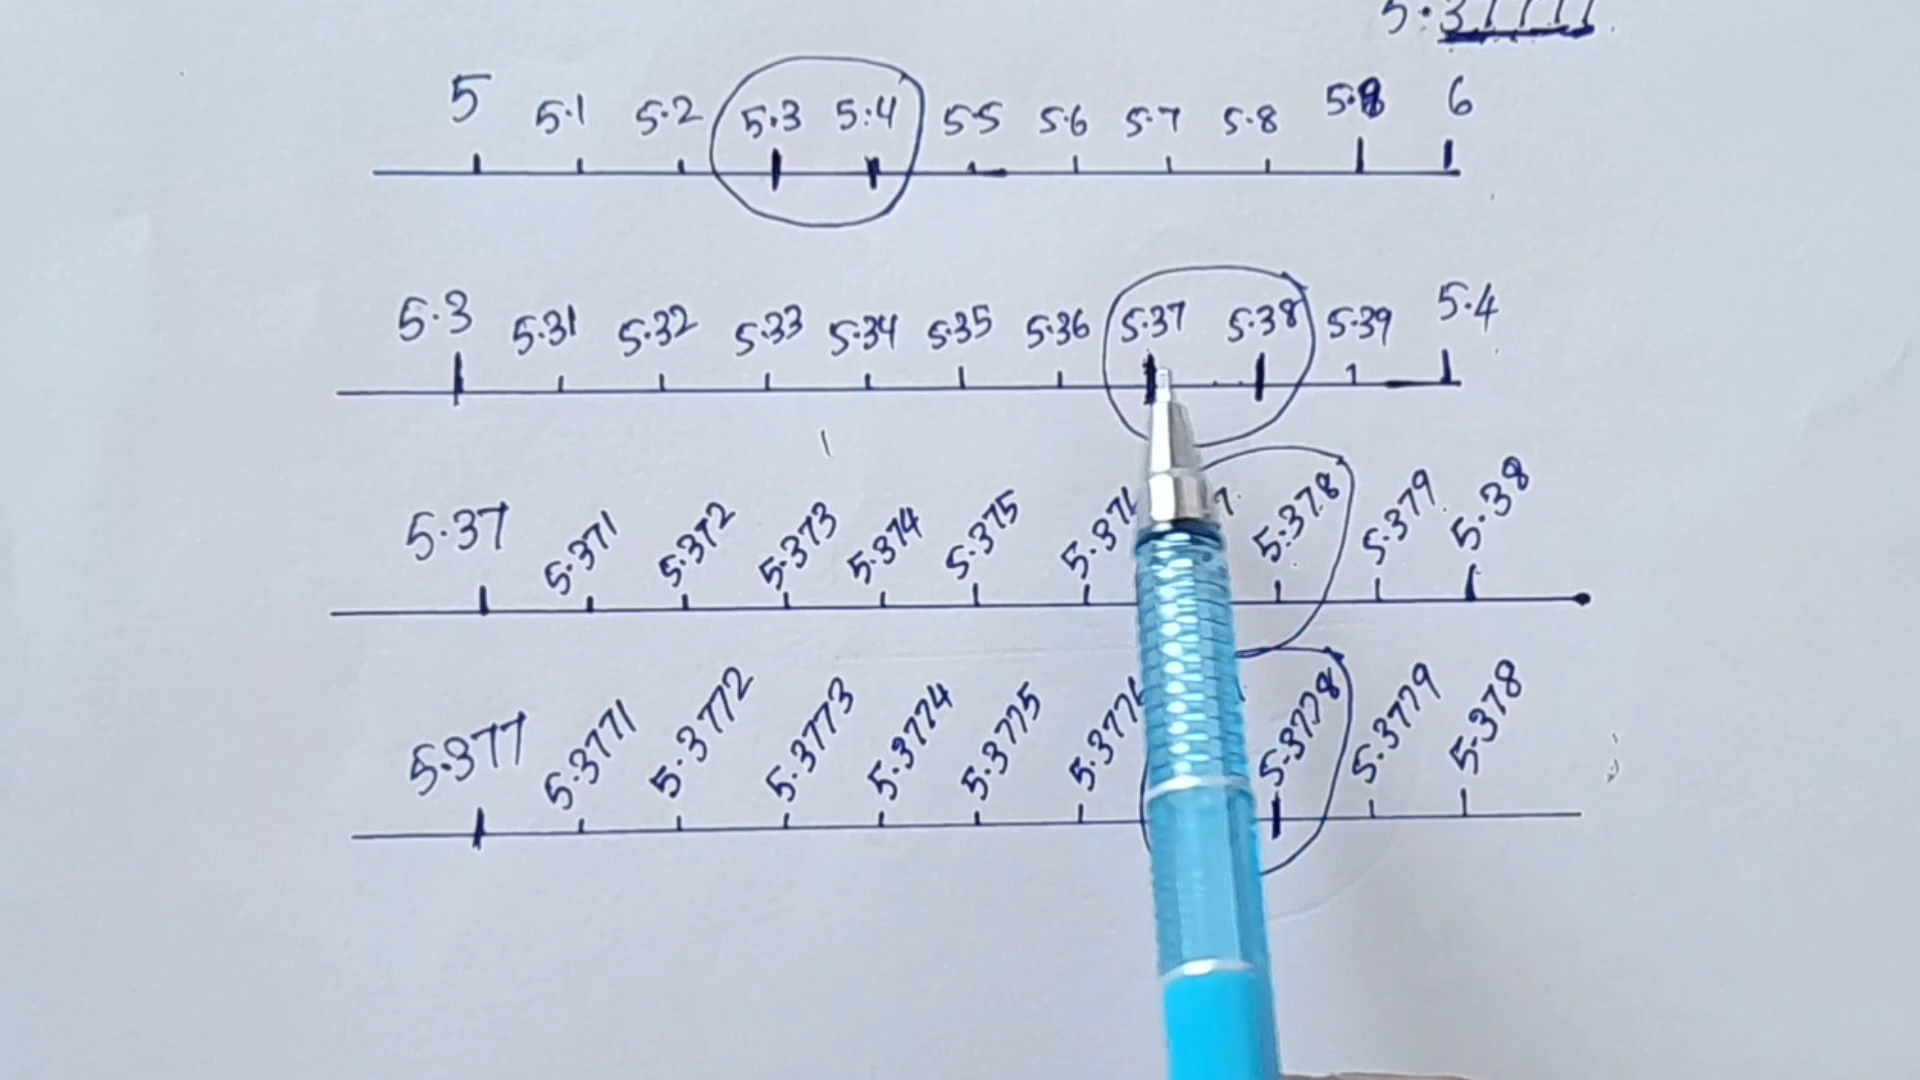 5 5.1 5.2 5.3 5.4 5.5 5.6 5.7 5.8 5.9 6
5.3 5.31 5.32 5.33 5.34 5.35 5.36 5.37 5.38 5.39 5.4
5.37 5.371 5.372 5.373 5.374 5.375 5.378 5.379 5.38
5.377 5.3771 5.3772 5.3773 5.3774 5.3775 5.3778 5.3779 5.378